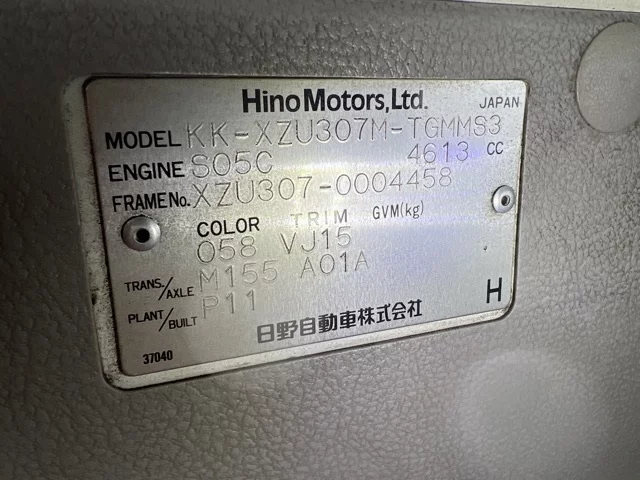 Hino Motors, Ltd. JAPAN
MODEL KK-XZU307M-TGMMS3
ENGINE S05C 4613 CC
FRAME No. XZU307-0004458
COLOR TRIM GVM(kg)
058 VJ15
TRANS./AXLE M155 A01A
PLANT/BUILT P11 H
日野自動車株式会社
37040